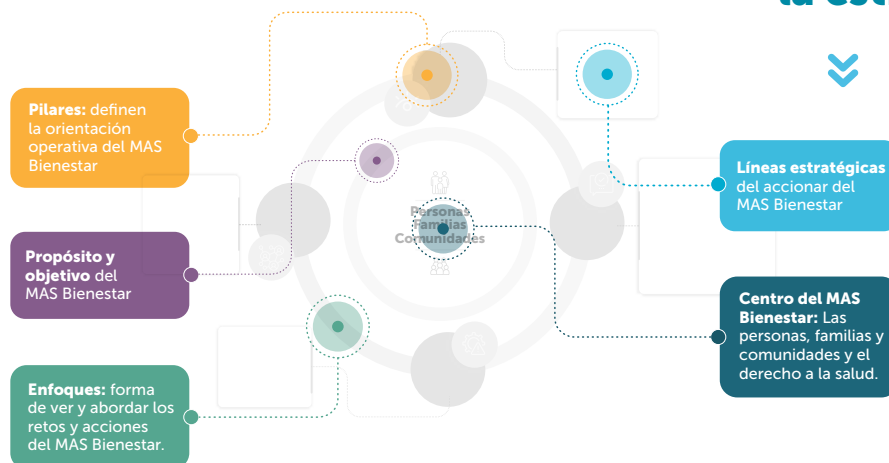 la est
Pilares: definen
la orientación
operativa del MAS
Bienestar
Líneas estratégicas
del accionar del
MAS Bienestar
Personas
Familias
Comunidades
Propósito y
objetivo del
MAS Bienestar
Centro del MAS
Bienestar: Las
personas, familias y
comunidades y el
derecho a la salud.
Enfoques: forma
de ver y abordar los
retos y acciones
del MAS Bienestar.